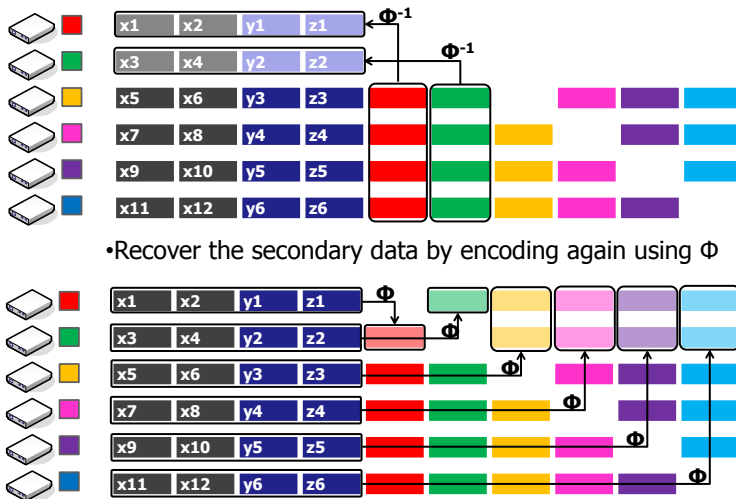 x1 x2 y1 z1 Φ-1
x3 x4 y2 z2 Φ-1
x5 x6 y3 z3
x7 x8 y4 z4
x9 x10 y5 z5
x11 x12 y6 z6
•Recover the secondary data by encoding again using Φ
x1 x2 y1 z1 Φ
x3 x4 y2 z2 Φ
x5 x6 y3 z3 Φ
x7 x8 y4 z4 Φ
x9 x10 y5 z5 Φ
x11 x12 y6 z6 Φ